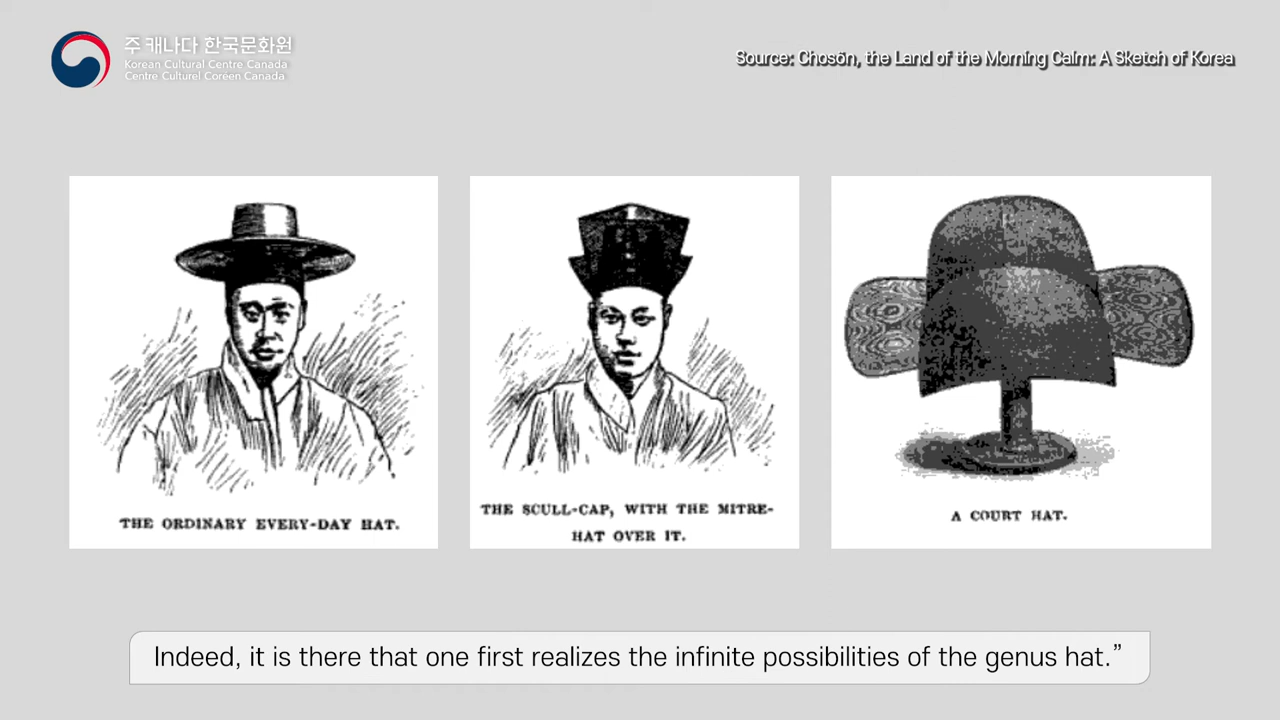 주캐나다 한국문화원
Korean Cultural Centre Canada
Centre Culturel Coréen Canada
Source: Chosön, the Land of the Morning Calm: A Sketch of Korea
THE ORDINARY EVERY-DAY HAT.
THE SCULL-CAP, WITH THE MITRE-
HAT OVER IT.
A COURT HAT.
Indeed, it is there that one first realizes the infinite possibilities of the genus hat.”